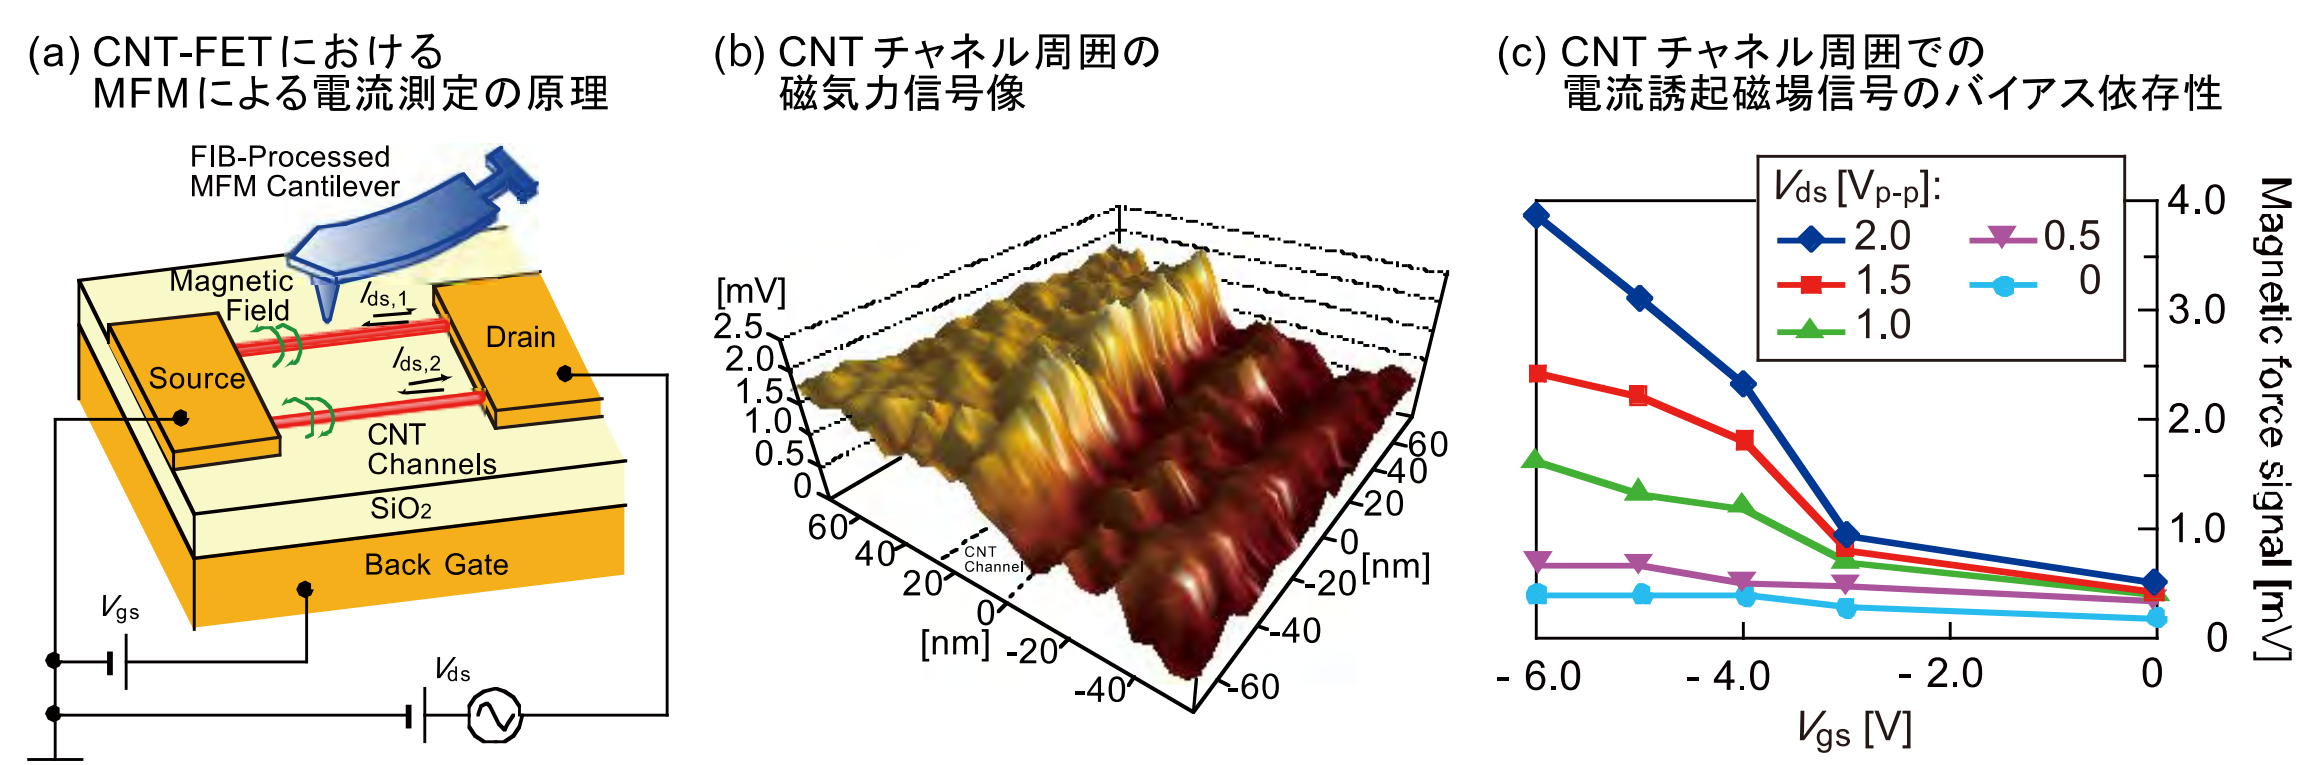 (a) CNT-FETにおける
MFMによる電流測定の原理
FIB-Processed
MFM Cantilever
Magnetic
Field
Ids,1
Drain
Ids,2
Source
CNT
Channels
SiO2
Back Gate
Vgs
Vds
(b) CNTチャネル周囲の
磁気力信号像
[mV]
2.5
2.0
1.5
1.0
0.5
0
60
40
20
0
-20
-40
[nm]
CNT
Channel
60
40
20
0
-20
-40
-60
[nm]
(c) CNTチャネル周囲での
電流誘起磁場信号のバイアス依存性
Vds [Vp-p]:
2.0
0.5
1.5
0
1.0
4.0
3.0
2.0
1.0
0
Magnetic force signal [mV]
- 6.0
- 4.0
- 2.0
0
Vgs [V]